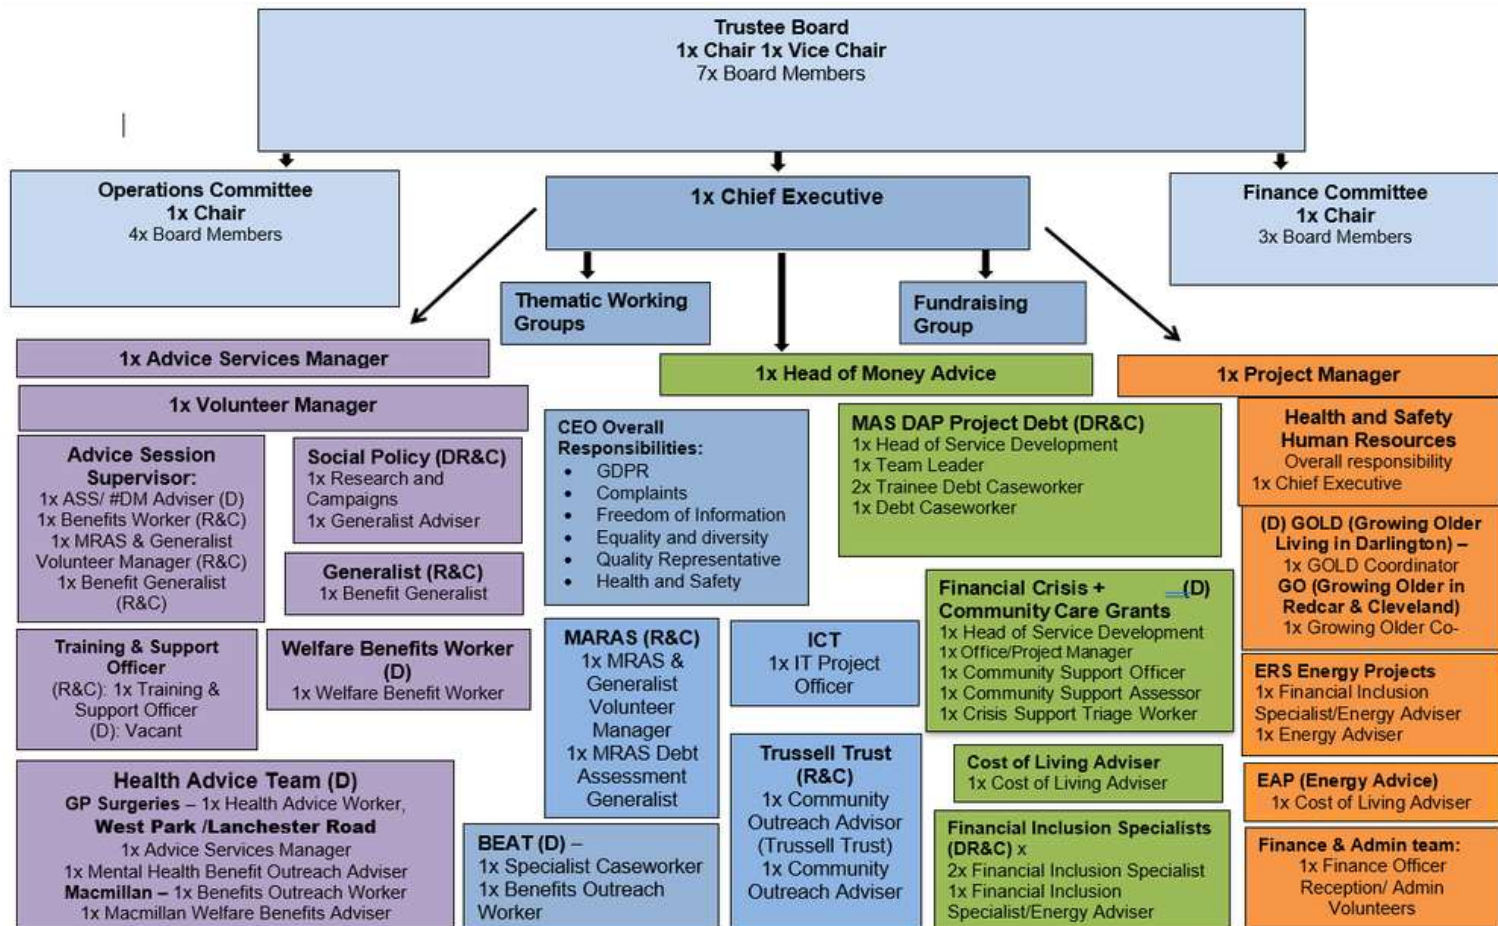 Trustee Board
1x Chair 1x Vice Chair
7x Board Members
Operations Committee
1x Chair
4x Board Members
1x Chief Executive
Finance Committee
1x Chair
3x Board Members
Thematic Working
Groups
Fundraising
Group
1x Advice Services Manager
1x Head of Money Advice
1x Project Manager
1x Volunteer Manager
Advice Session
Supervisor:
1x ASS/ #DM Adviser (D)
1x Benefits Worker (R&C)
1x MRAS & Generalist
Volunteer Manager (R&C)
1x Benefit Generalist
(R&C)
Social Policy (DR&C)
1x Research and
Campaigns
1x Generalist Adviser
Generalist (R&C)
1x Benefit Generalist
Training & Support
Officer
(R&C): 1x Training &
Support Officer
(D): Vacant
Welfare Benefits Worker
(D)
1x Welfare Benefit Worker
Health Advice Team (D)
GP Surgeries – 1x Health Advice Worker,
West Park /Lanchester Road
1x Advice Services Manager
1x Mental Health Benefit Outreach Adviser
Macmillan – 1x Benefits Outreach Worker
1x Macmillan Welfare Benefits Adviser
CEO Overall
Responsibilities:
• GDPR
• Complaints
• Freedom of Information
• Equality and diversity
• Quality Representative
• Health and Safety
MARAS (R&C)
1x MRAS &
Generalist
Volunteer
Manager
1x MRAS Debt
Assessment
Generalist
BEAT (D) –
1x Specialist Caseworker
1x Benefits Outreach
Worker
ICT
1x IT Project
Officer
Trussell Trust
(R&C)
1x Community
Outreach Advisor
(Trussell Trust)
1x Community
Outreach Adviser
MAS DAP Project Debt (DR&C)
1x Head of Service Development
1x Team Leader
2x Trainee Debt Caseworker
1x Debt Caseworker
Financial Crisis + (D)
Community Care Grants
1x Head of Service Development
1x Office/Project Manager
1x Community Support Officer
1x Community Support Assessor
1x Crisis Support Triage Worker
Cost of Living Adviser
1x Cost of Living Adviser
Financial Inclusion Specialists
(DR&C) x
2x Financial Inclusion Specialist
1x Financial Inclusion
Specialist/Energy Adviser
Health and Safety
Human Resources
Overall responsibility
1x Chief Executive
(D) GOLD (Growing Older
Living in Darlington) –
1x GOLD Coordinator
GO (Growing Older in
Redcar & Cleveland)
1x Growing Older Co-
ERS Energy Projects
1x Financial Inclusion
Specialist/Energy Adviser
1x Energy Adviser
EAP (Energy Advice)
1x Cost of Living Adviser
Finance & Admin team:
1x Finance Officer
Reception/ Admin
Volunteers